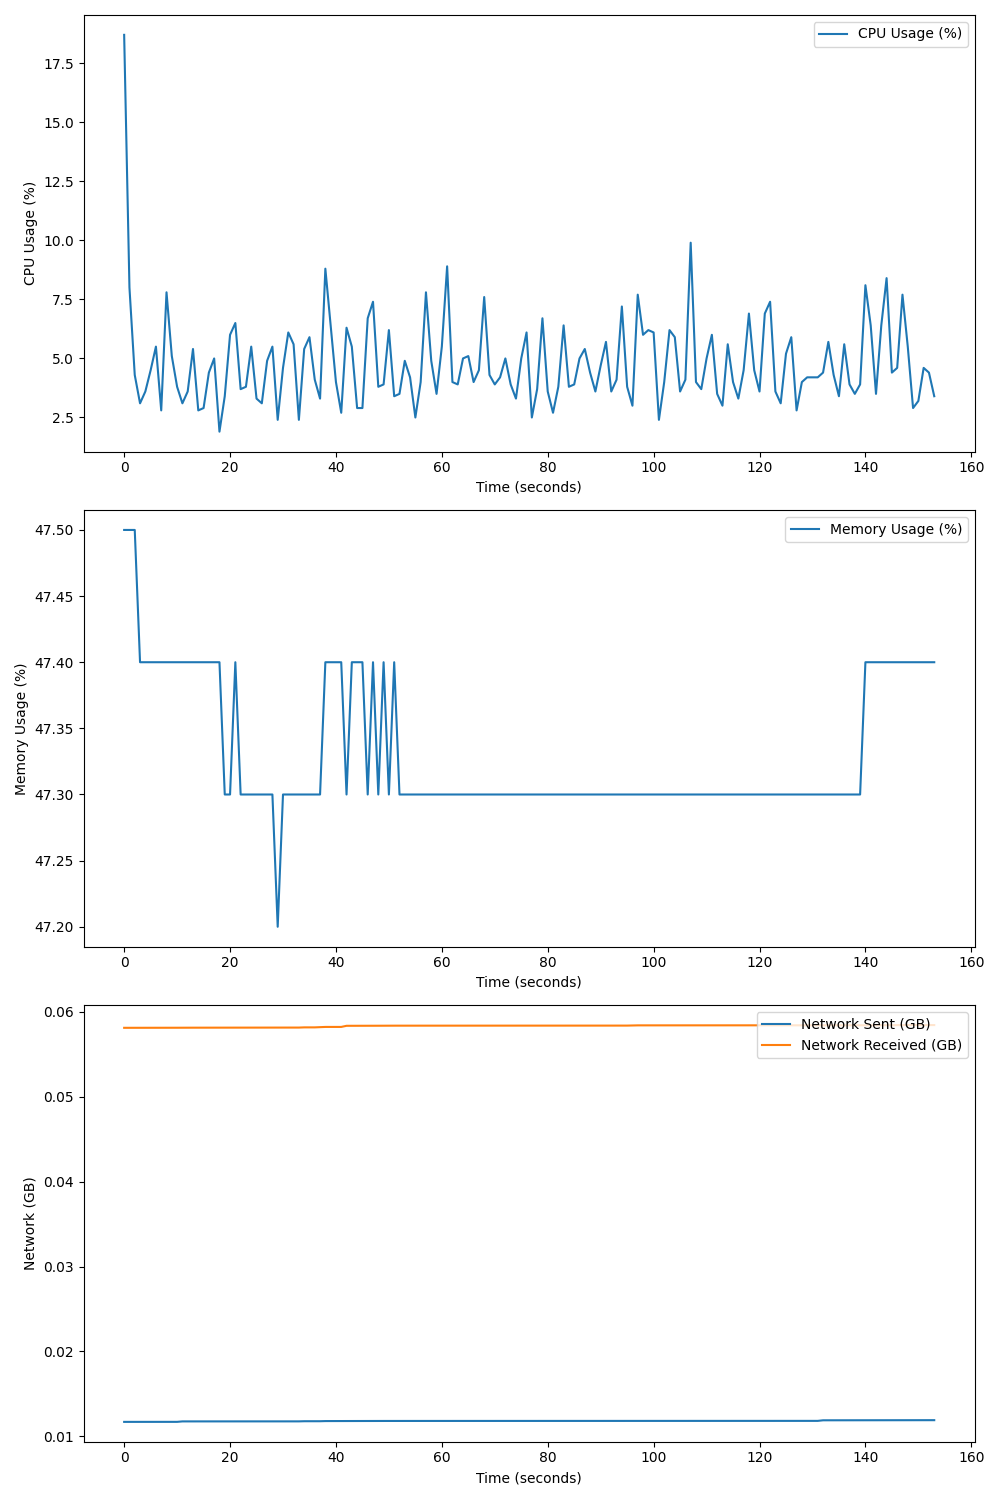 CPU Usage (%)
17.5
15.0
12.5
10.0
7.5
5.0
2.5
CPU Usage (%)
0 20 40 60 80 100 120 140 160
Time (seconds)
Memory Usage (%)
47.50
47.45
47.40
47.35
47.30
47.25
47.20
Memory Usage (%)
0 20 40 60 80 100 120 140 160
Time (seconds)
Network Sent (GB)
Network Received (GB)
0.06
0.05
0.04
0.03
0.02
0.01
Network (GB)
0 20 40 60 80 100 120 140 160
Time (seconds)